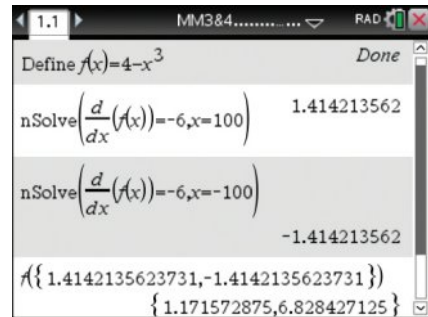 1.1 MM3&4........ ... RAD
Define f(x)=4-x³ Done
nSolve(d/dx(f(x))=-6,x=100) 1.414213562
nSolve(d/dx(f(x))=-6,x=-100)
-1.414213562
f({1.4142135623731,-1.4142135623731})
{1.171572875,6.828427125}